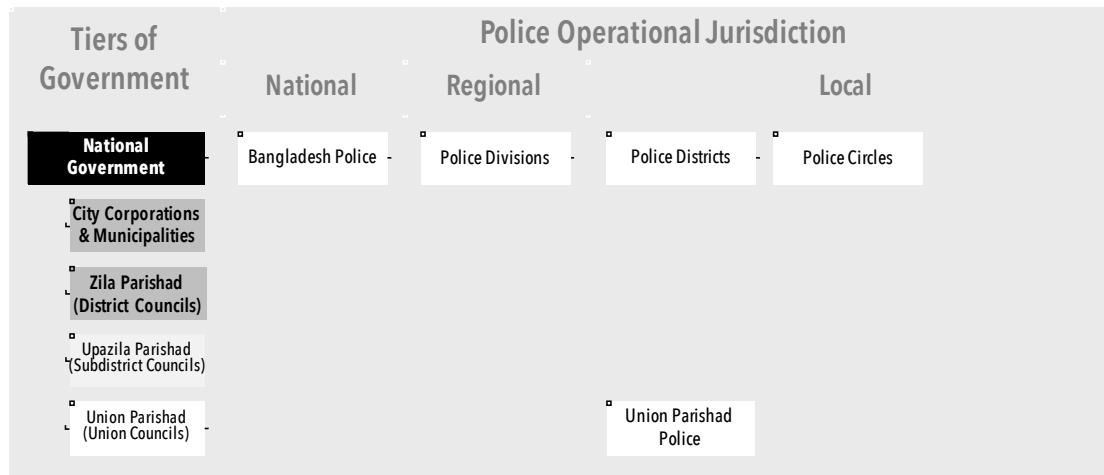 Tiers of
Government
Police Operational Jurisdiction
National
Regional
Local
National
Government
Bangladesh Police
Police Divisions
Police Districts
Police Circles
City Corporations
& Municipalities
Zila Parishad
(District Councils)
Upazila Parishad
(Subdistrict Councils)
Union Parishad
(Union Councils)
Union Parishad
Police